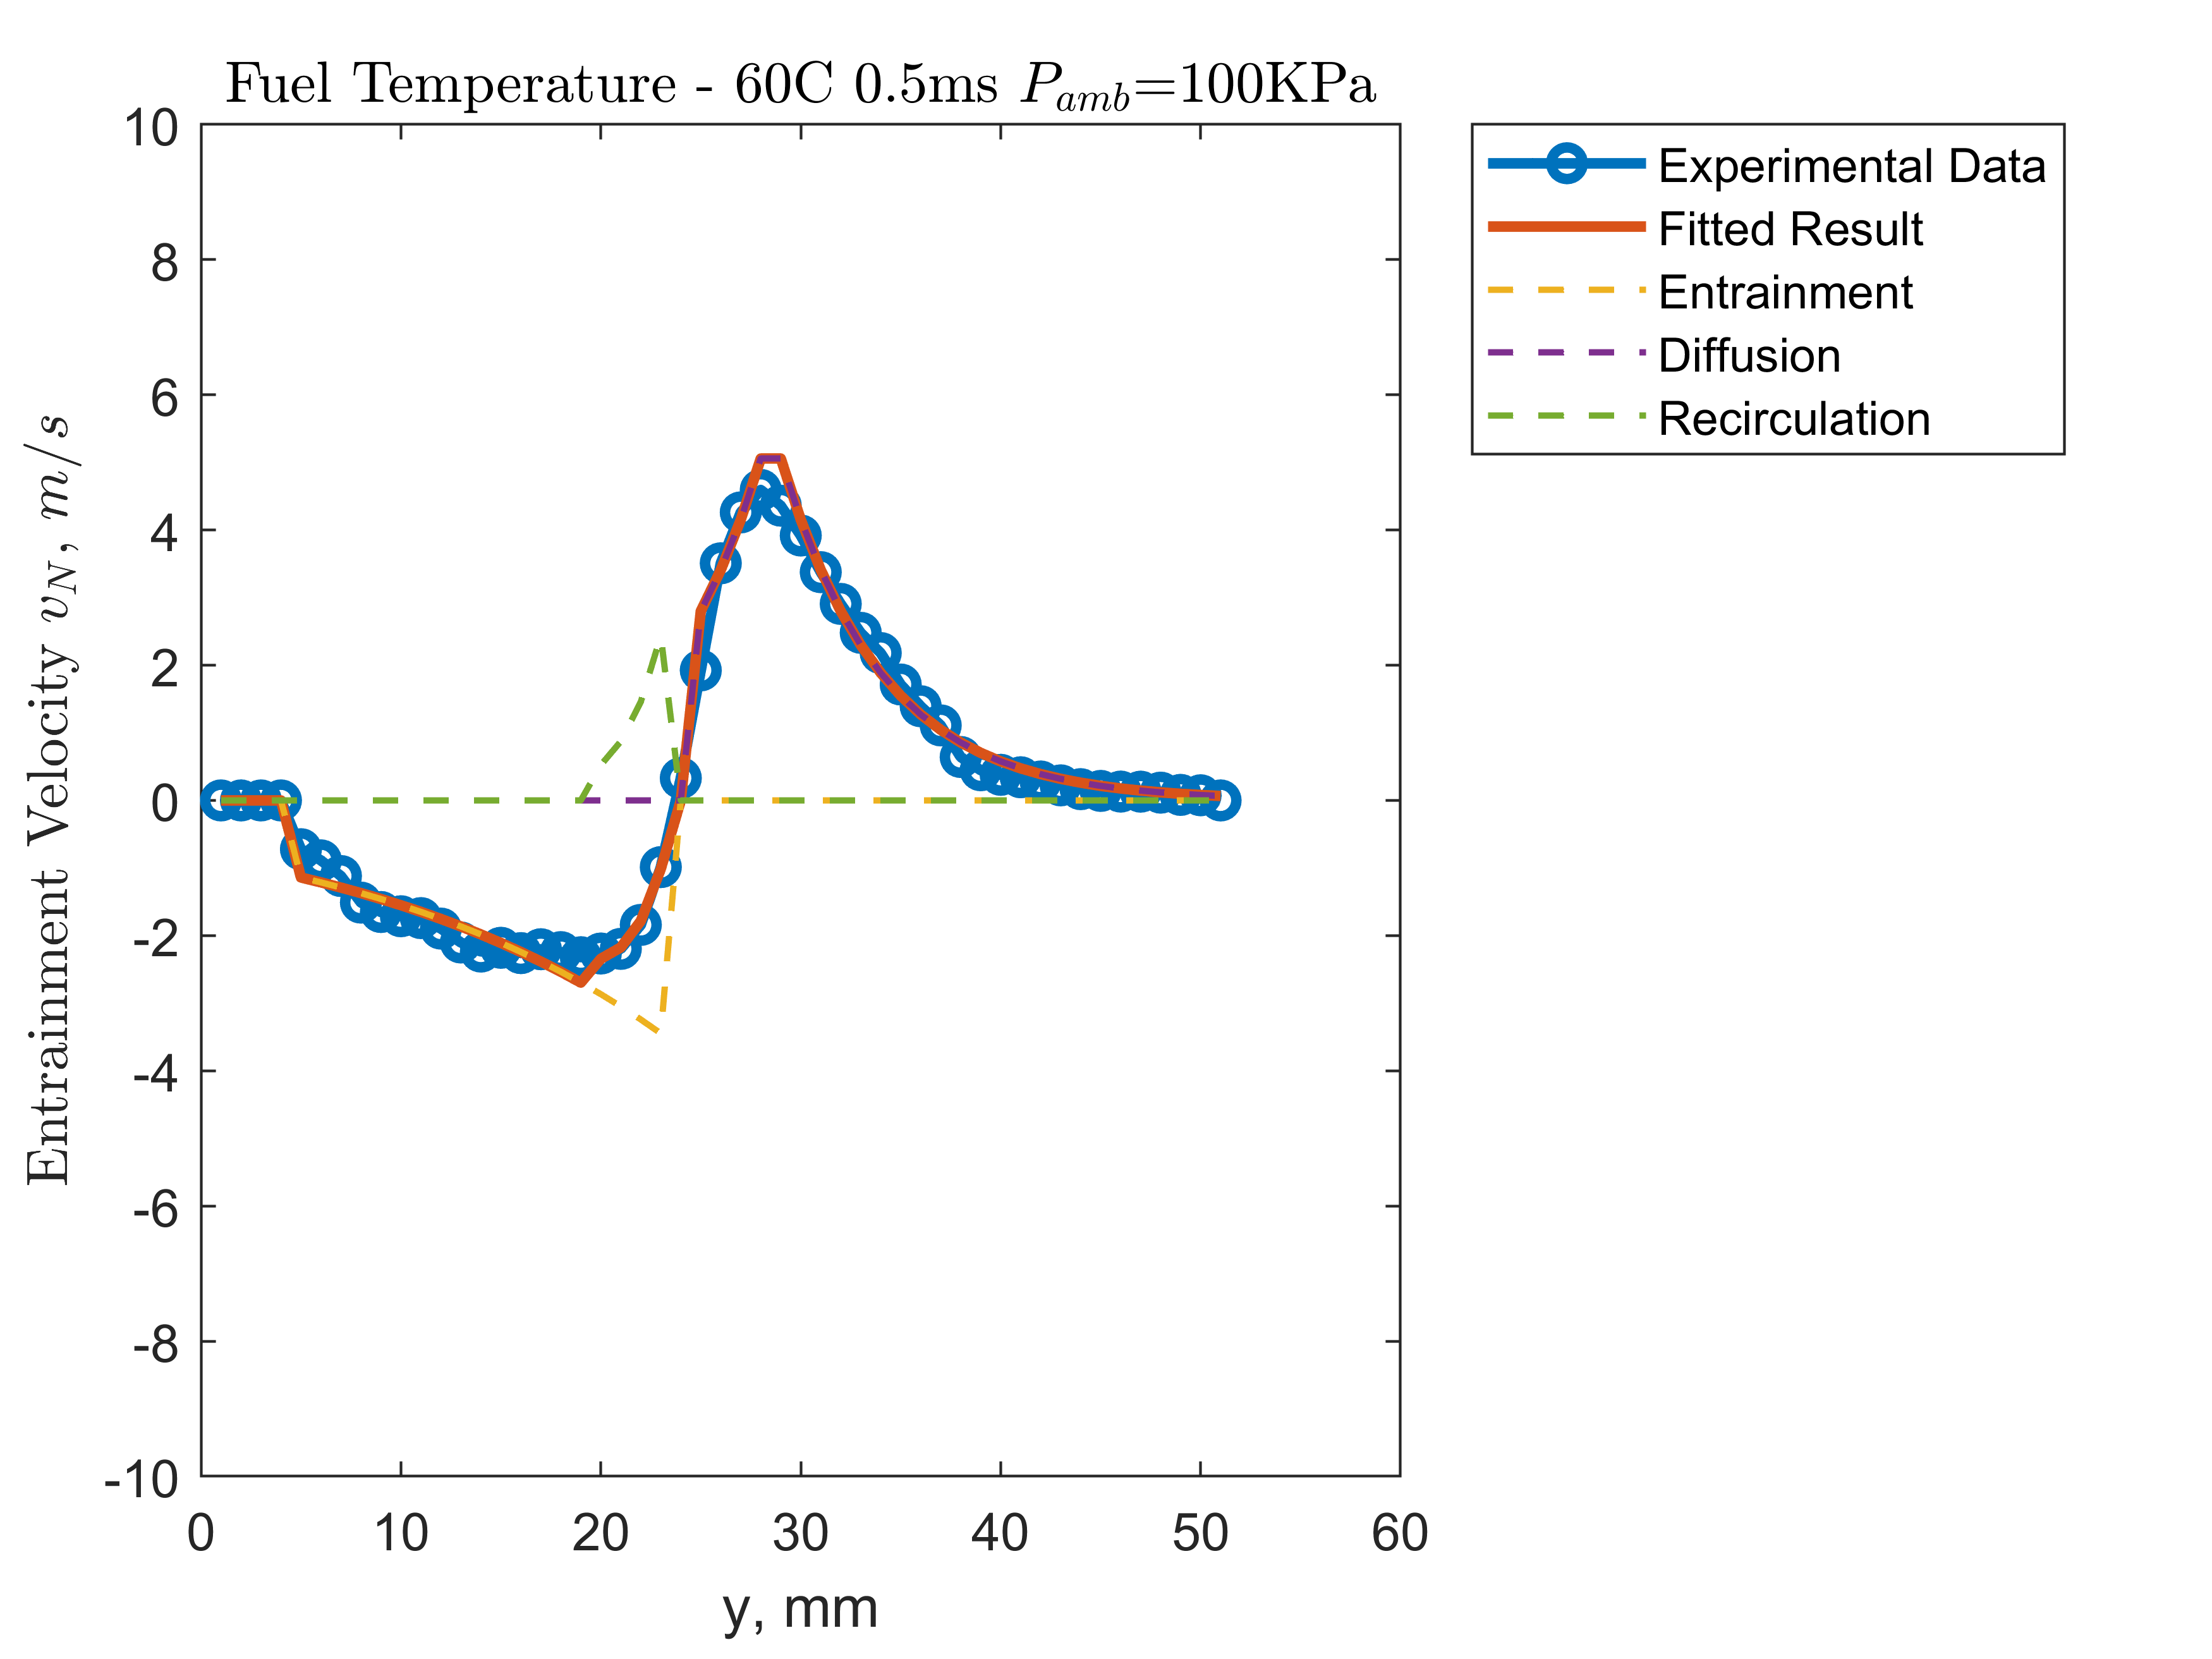 Fuel Temperature - 60C 0.5ms P_amb=100KPa
10
8
6
4
2
0
-2
-4
-6
-8
-10
Entrainment Velocity v_N, m/s
0 10 20 30 40 50 60
y, mm
Experimental Data
Fitted Result
Entrainment
Diffusion
Recirculation